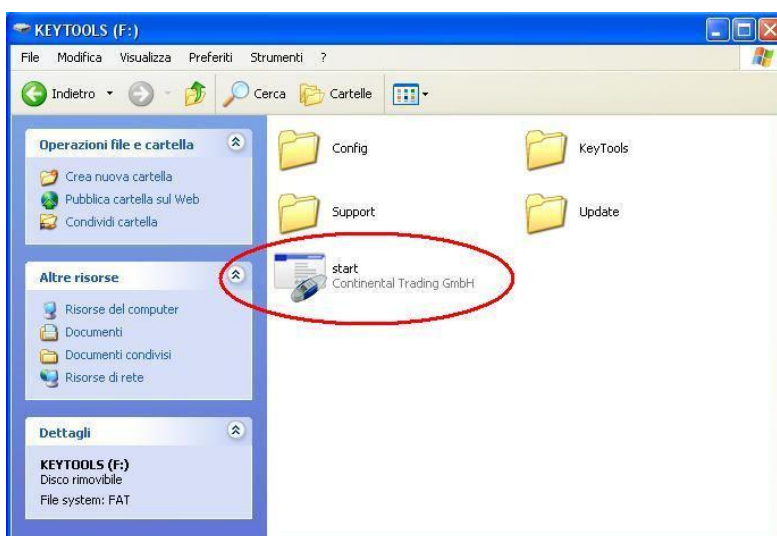 KEYTOOLS (F:)
File Modifica Visualizza Preferiti Strumenti ?
Indietro Cerca Cartelle
Operazioni file e cartella
Crea nuova cartella
Pubblica cartella sul Web
Condividi cartella
Altre risorse
Risorse del computer
Documenti
Documenti condivisi
Risorse di rete
Dettagli
KEYTOOLS (F:)
Disco rimovibile
File system: FAT
Config KeyTools
Support Update
start
Continental Trading GmbH